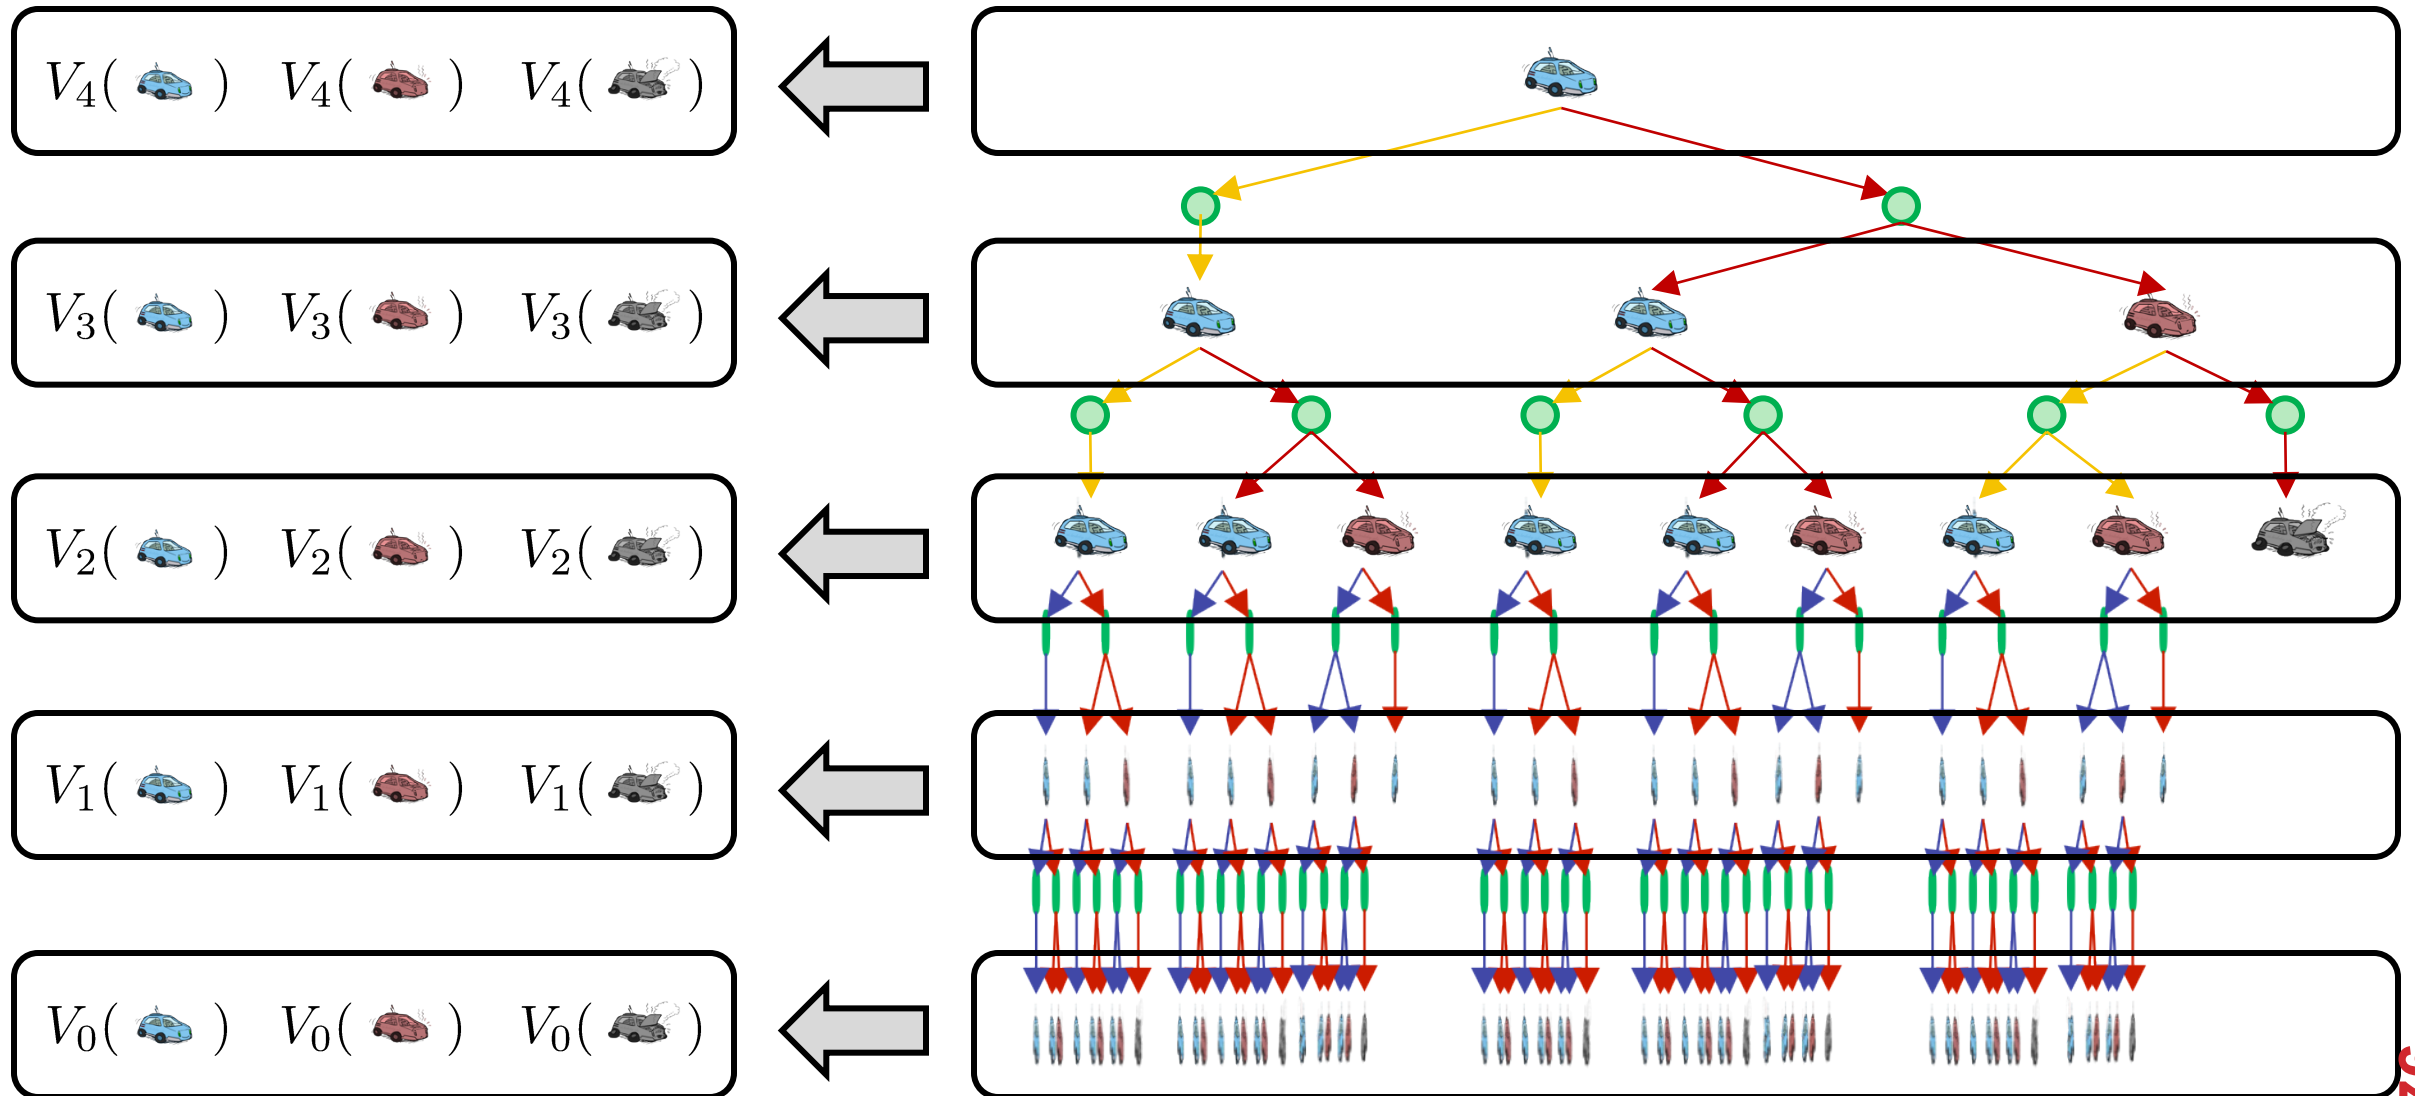 V₄( ) V₄( ) V₄( )
V₃( ) V₃( ) V₃( )
V₂( ) V₂( ) V₂( )
V₁( ) V₁( ) V₁( )
V₀( ) V₀( ) V₀( )